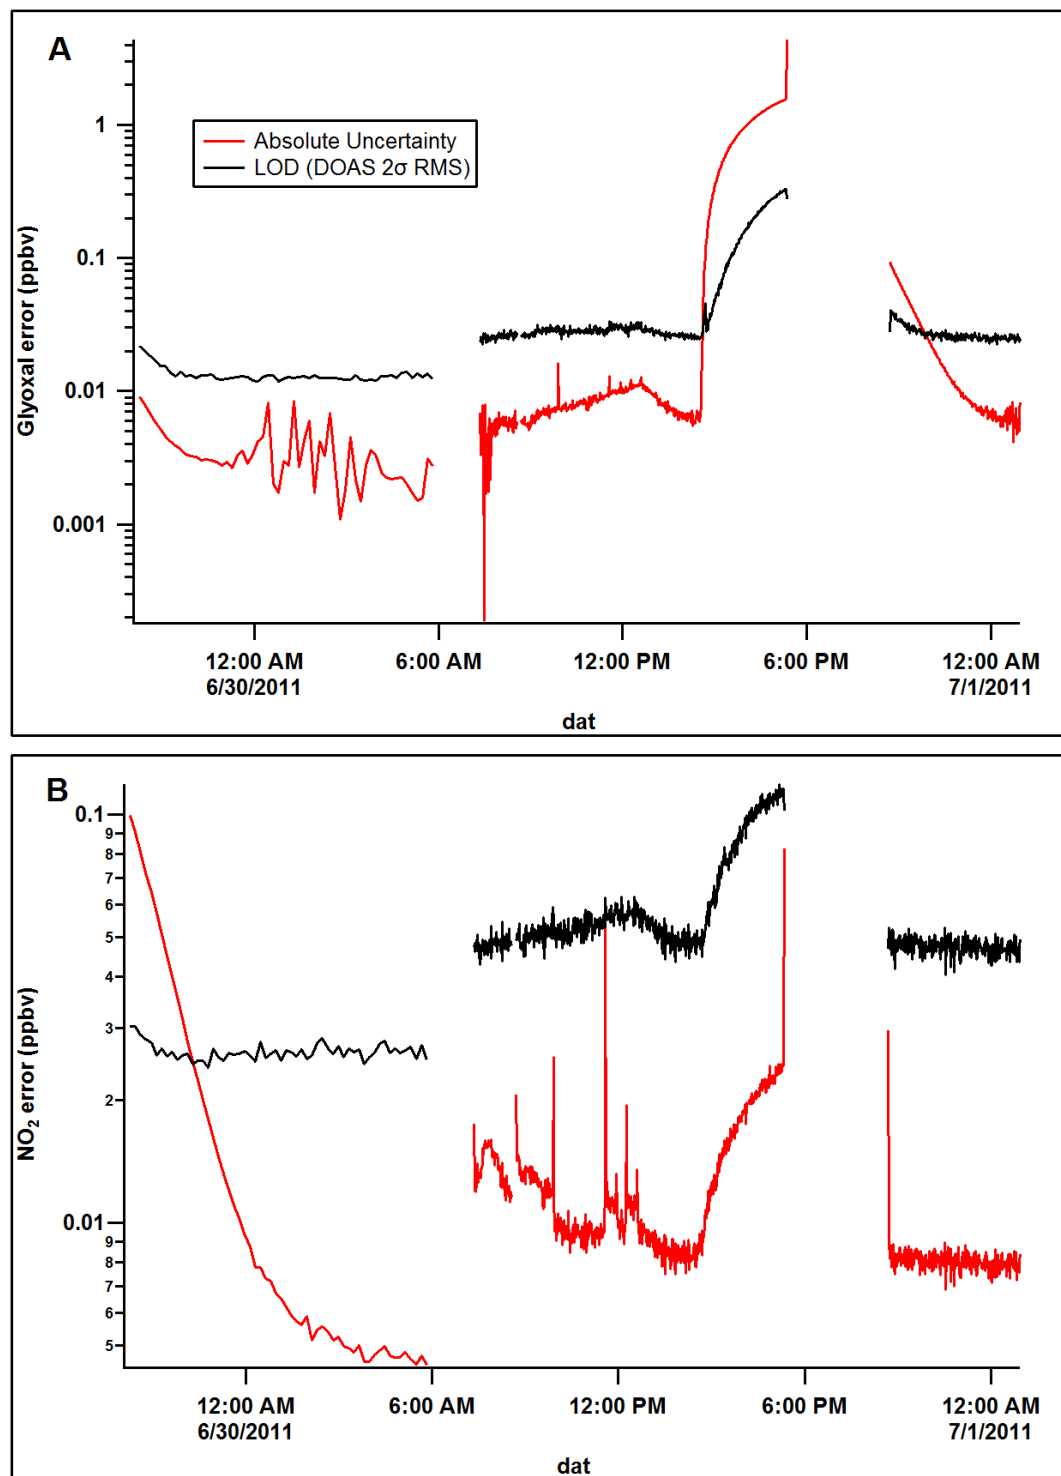 A
Glyoxal error (ppbv)
1
0.1
0.01
0.001
Absolute Uncertainty
LOD (DOAS 2σ RMS)
12:00 AM 6:00 AM 12:00 PM 6:00 PM 12:00 AM
6/30/2011 7/1/2011
dat
B
NO₂ error (ppbv)
0.1
9
8
7
6
5
4
3
2
0.01
9
8
7
6
5
12:00 AM 6:00 AM 12:00 PM 6:00 PM 12:00 AM
6/30/2011 7/1/2011
dat